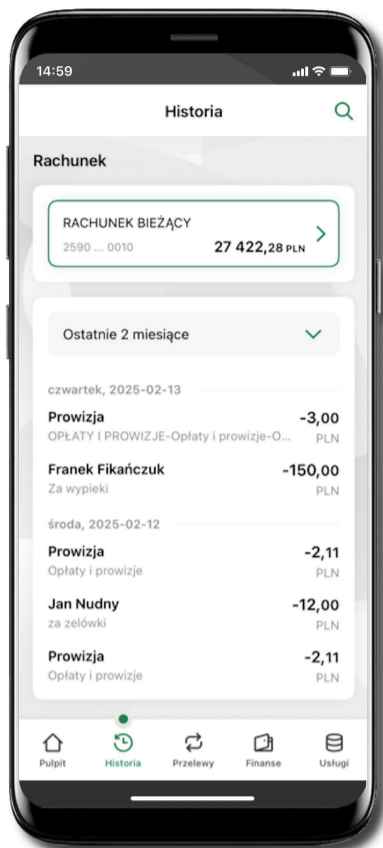 14:59
Historia
Rachunek
RACHUNEK BIEŻĄCY
2590 ... 0010 27 422,28 PLN
Ostatnie 2 miesiące
czwartek, 2025-02-13
Prowizja -3,00
OPŁATY I PROWIZJE-Opłaty i prowizje-O... PLN
Franek Fikańczuk -150,00
Za wypieki PLN
środa, 2025-02-12
Prowizja -2,11
Opłaty i prowizje PLN
Jan Nudny -12,00
za zelówki PLN
Prowizja -2,11
Opłaty i prowizje PLN
Pulpit Historia Przelewy Finanse Usługi